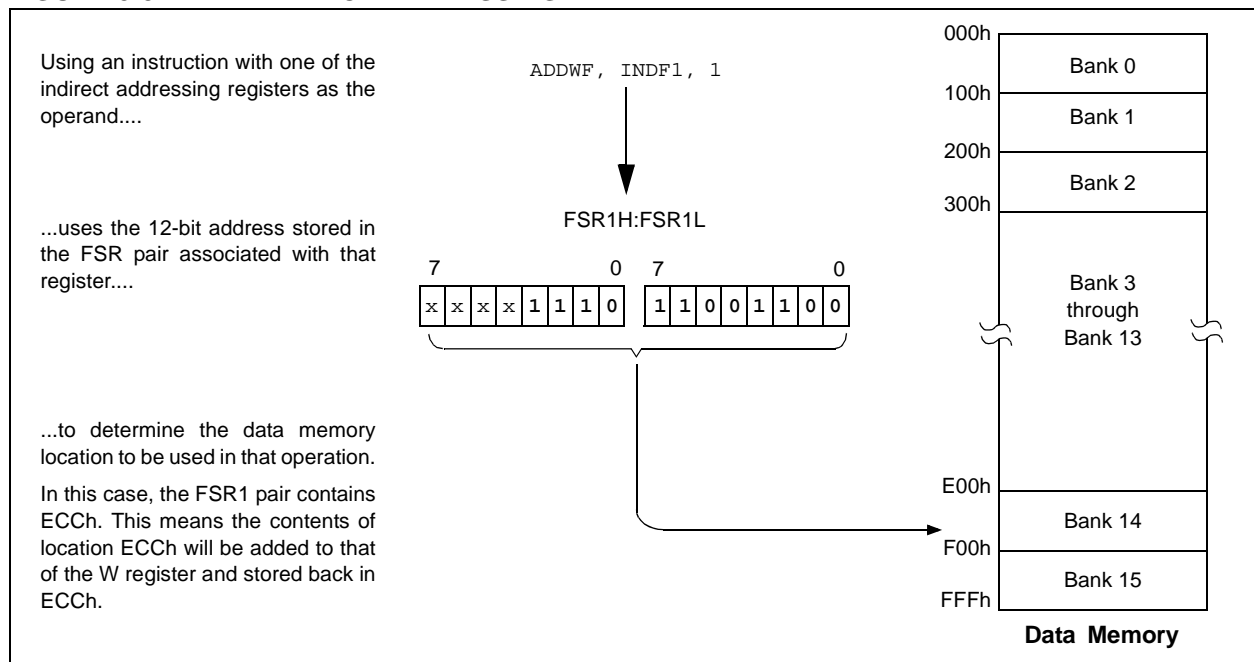 Using an instruction with one of the
indirect addressing registers as the
operand....
ADDWF, INDF1, 1
...uses the 12-bit address stored in
the FSR pair associated with that
register....
FSR1H:FSR1L
7 0 7 0
x x x x 1 1 1 0 1 1 0 0 1 1 0 0
...to determine the data memory
location to be used in that operation.
In this case, the FSR1 pair contains
ECCh. This means the contents of
location ECCh will be added to that
of the W register and stored back in
ECCh.
000h
Bank 0
100h
Bank 1
200h
Bank 2
300h
Bank 3
through
Bank 13
E00h
Bank 14
F00h
Bank 15
FFFh
Data Memory